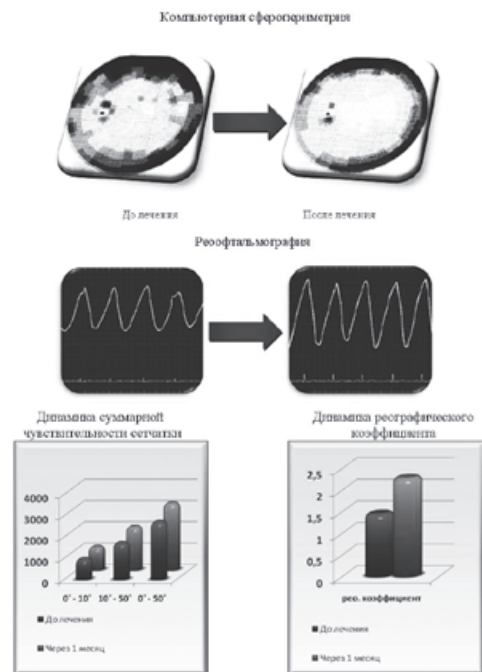 Компьютерная сферопериметрия
До лечения
После лечения
Реоофтальмография
Динамика суммарной
чувствительности сетчатки
4000
3000
2000
1000
0
0˚ - 10˚ 10˚ - 50˚ 0˚ - 50˚
До лечения
Через 1 месяц
Динамика реографического
коэффициента
2,5
2
1,5
1
0,5
0
рео. коэффициент
До лечения
Через 1 месяц